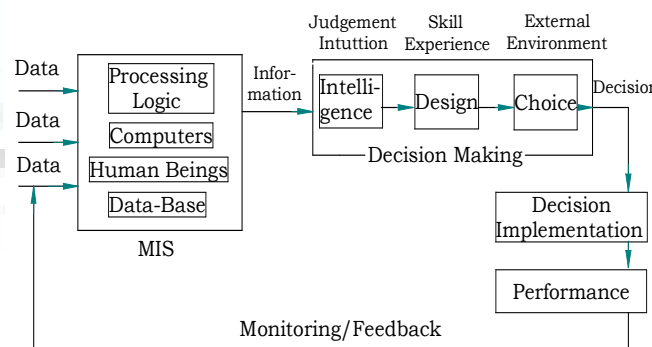 Judgement
Intuttion
Skill
Experience
External
Environment
Data
Data
Data
Processing
Logic
Computers
Human Beings
Data-Base
MIS
Infor-
mation
Intelli-
gence
Design
Choice
Decision Making
Decision
Decision
Implementation
Performance
Monitoring/Feedback